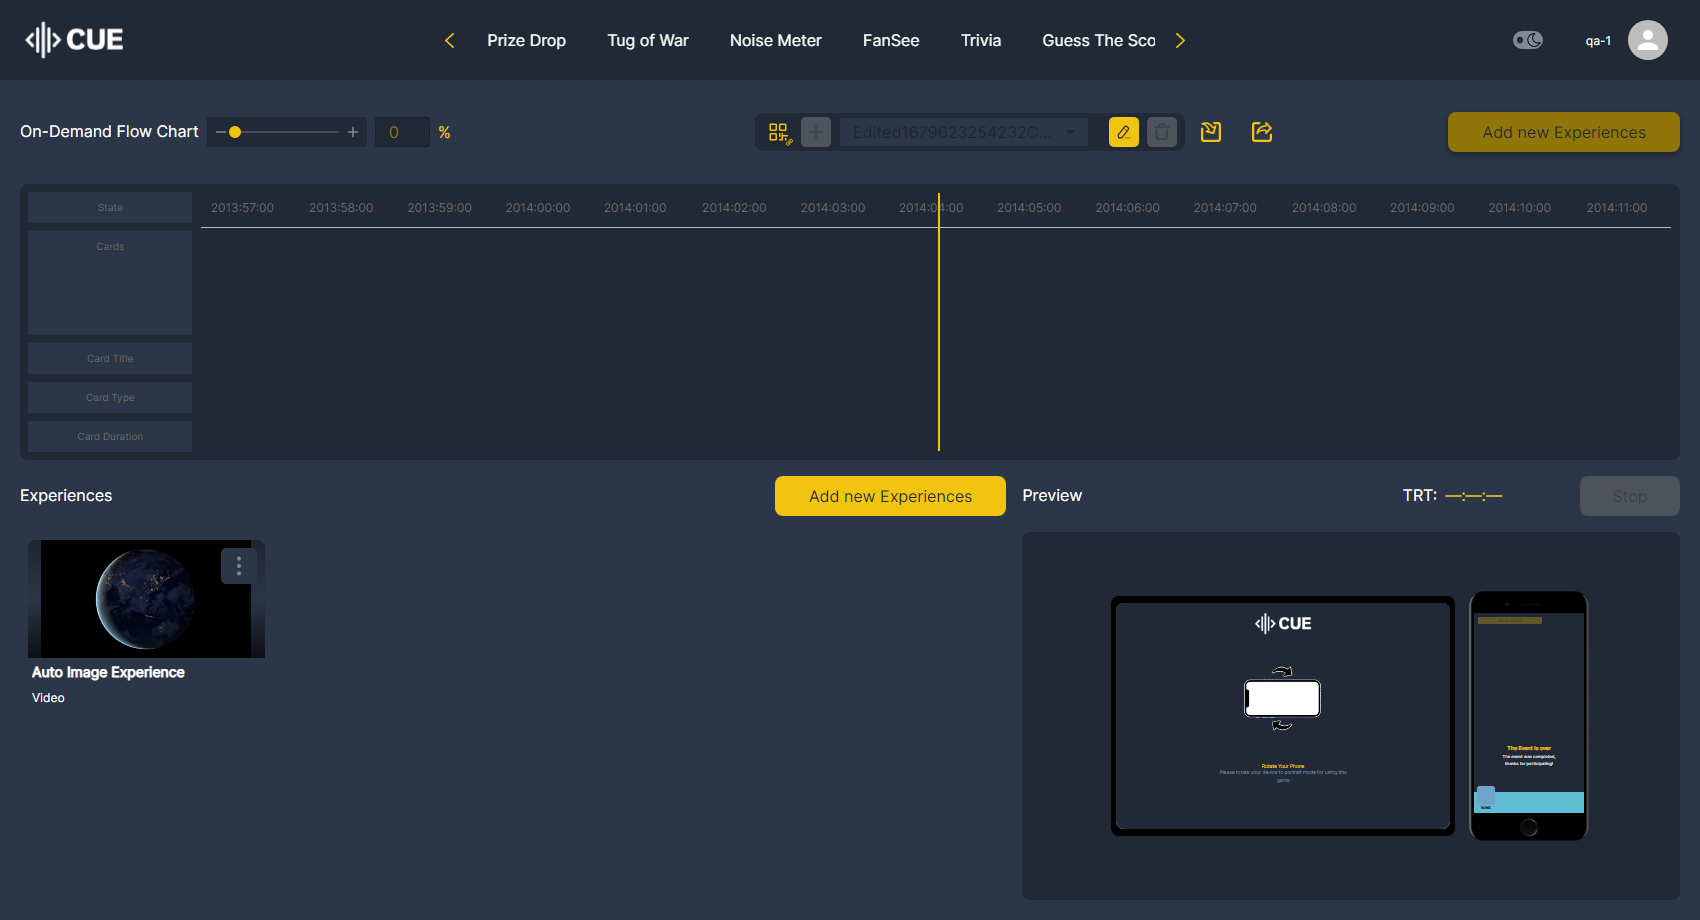 CUE
Prize Drop
Tug of War
Noise Meter
FanSee
Trivia
Guess The Sco
qa-1
On-Demand Flow Chart
0
%
Edited1679623254232C...
Add new Experiences
State
2013:57:00
2013:58:00
2013:59:00
2014:00:00
2014:01:00
2014:02:00
2014:03:00
2014:04:00
2014:05:00
2014:06:00
2014:07:00
2014:08:00
2014:09:00
2014:10:00
2014:11:00
Cards
Card Title
Card Type
Card Duration
Experiences
Add new Experiences
Preview
TRT: —:—:—
Stop
Auto Image Experience
Video
CUE
Rotate Your Phone
Please rotate your device to portrait mode for using this
game
The Event is over
The event was completed,
thanks for participating!
HOME